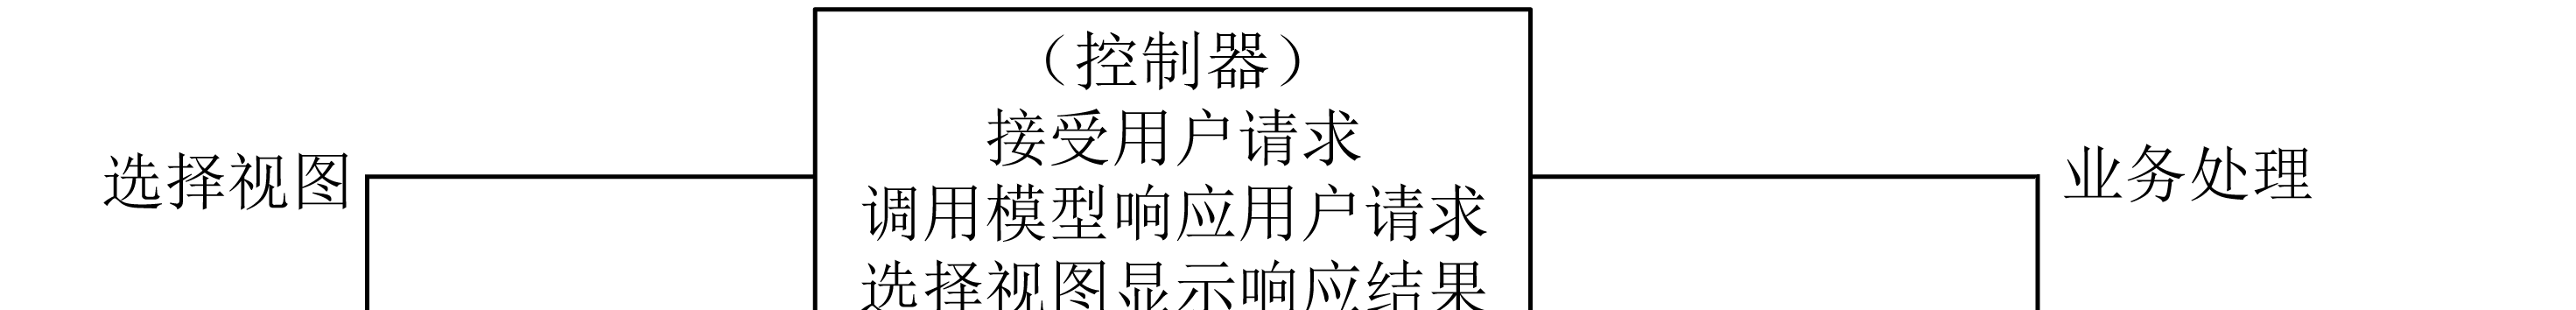 （控制器）
接受用户请求
选择视图
业务处理
调用模型响应用户请求
选择视图显示响应结果